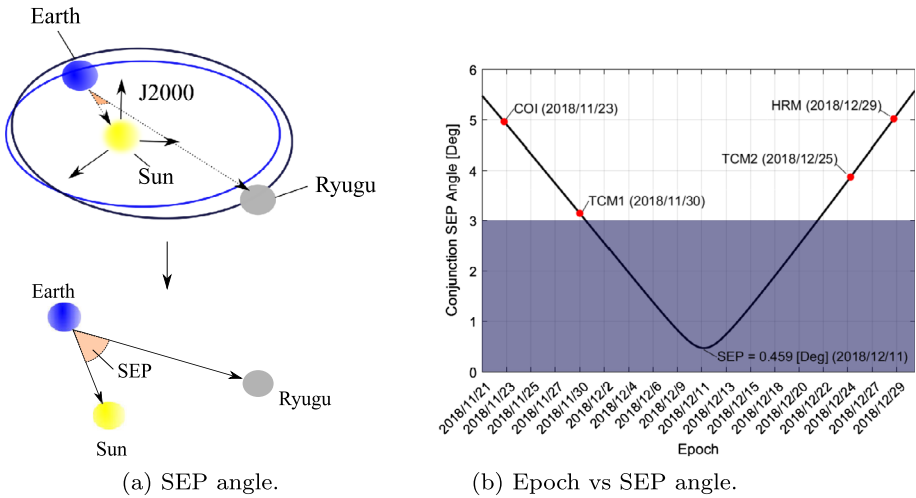 Earth
J2000
Sun
Ryugu
Earth
SEP
Ryugu
Sun
(a) SEP angle.
6
5
4
3
2
1
0
Conjunction SEP Angle [Deg]
COI (2018/11/23)
HRM (2018/12/29)
TCM2 (2018/12/25)
TCM1 (2018/11/30)
SEP = 0.459 [Deg] (2018/12/11)
2018/11/21
2018/11/23
2018/11/25
2018/11/27
2018/11/30
2018/12/2
2018/12/4
2018/12/6
2018/12/9
2018/12/11
2018/12/13
2018/12/15
2018/12/18
2018/12/20
2018/12/22
2018/12/24
2018/12/27
2018/12/29
Epoch
(b) Epoch vs SEP angle.